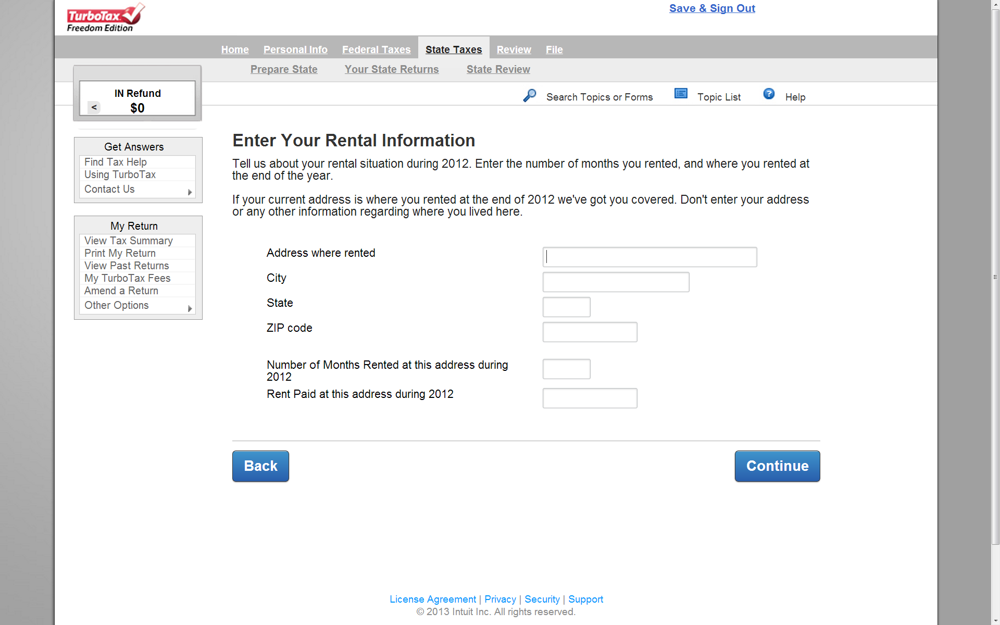 TurboTax
Freedom Edition
Save & Sign Out
Home Personal Info Federal Taxes State Taxes Review File
Prepare State Your State Returns State Review
IN Refund
< $0
Search Topics or Forms Topic List ? Help
Get Answers
Find Tax Help
Using TurboTax
Contact Us
My Return
View Tax Summary
Print My Return
View Past Returns
My TurboTax Fees
Amend a Return
Other Options
Enter Your Rental Information
Tell us about your rental situation during 2012. Enter the number of months you rented, and where you rented at
the end of the year.
If your current address is where you rented at the end of 2012 we've got you covered. Don't enter your address
or any other information regarding where you lived here.
Address where rented
City
State
ZIP code
Number of Months Rented at this address during
2012
Rent Paid at this address during 2012
Back Continue
License Agreement | Privacy | Security | Support
© 2013 Intuit Inc. All rights reserved.